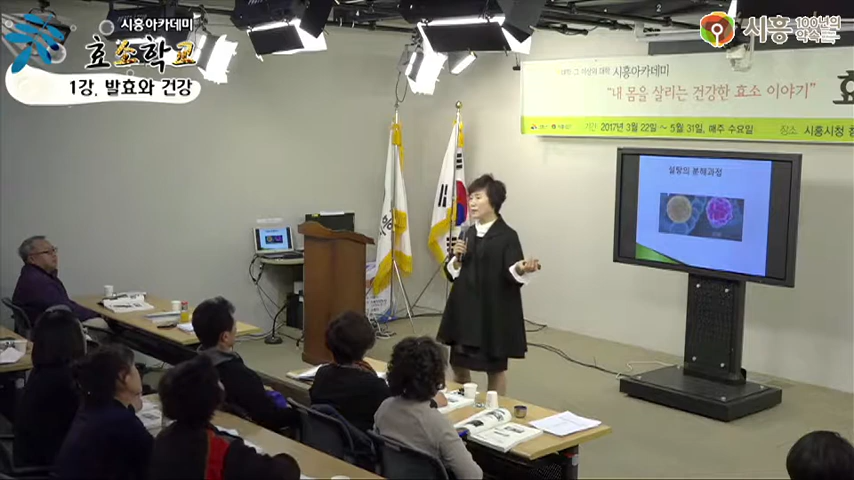 시흥아카데미
효소학교
1강. 발효와 건강
시흥 100년의 약속
시흥아카데미
"내 몸을 살리는 건강한 효소 이야기"
기간 : 2017년 3월 22일 ~ 5월 31일, 매주 수요일
장소 : 시흥시청
설탕의 분해과정